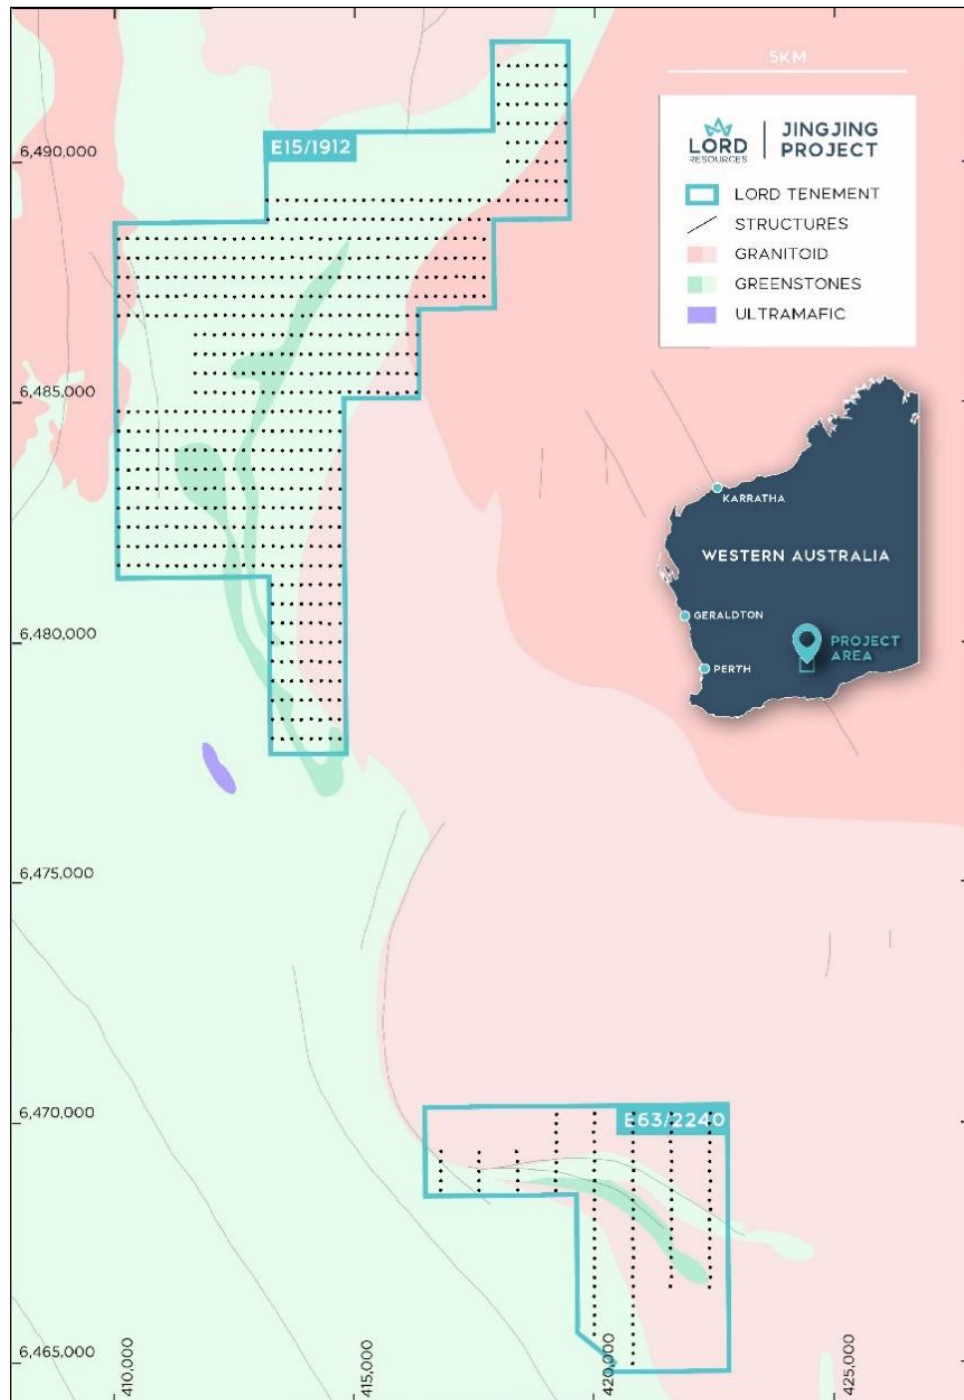 5KM
LORD
RESOURCES
JINGJING
PROJECT
LORD TENEMENT
STRUCTURES
GRANITOID
GREENSTONES
ULTRAMAFIC
E15/1912
6,490,000
6,485,000
KARRATHA
WESTERN AUSTRALIA
GERALDTON
PROJECT
AREA
PERTH
6,480,000
6,475,000
6,470,000
E63/2240
6,465,000
410,000
415,000
420,000
425,000